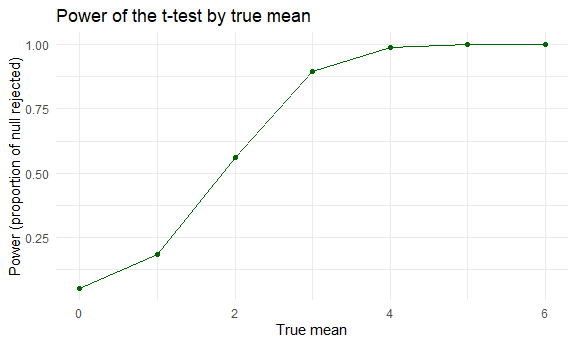 Power of the t-test by true mean
Power (proportion of null rejected)
1.00
0.75
0.50
0.25
0 2 4 6
True mean